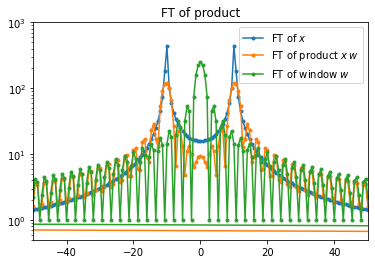 FT of product
FT of x
FT of product x w
FT of window w
10³
10²
10¹
10⁰
−40 −20 0 20 40